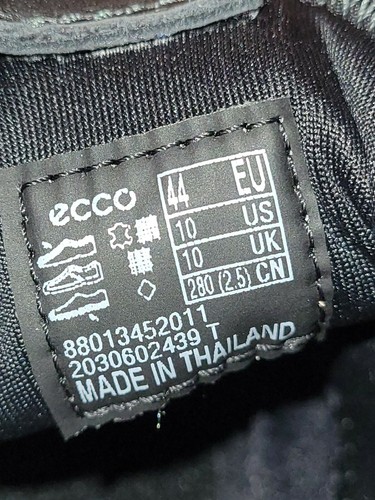 ecco
44 EU
10 US
10 UK
280 (2.5) CN
88013452011
2030602439 T
MADE IN THAILAND